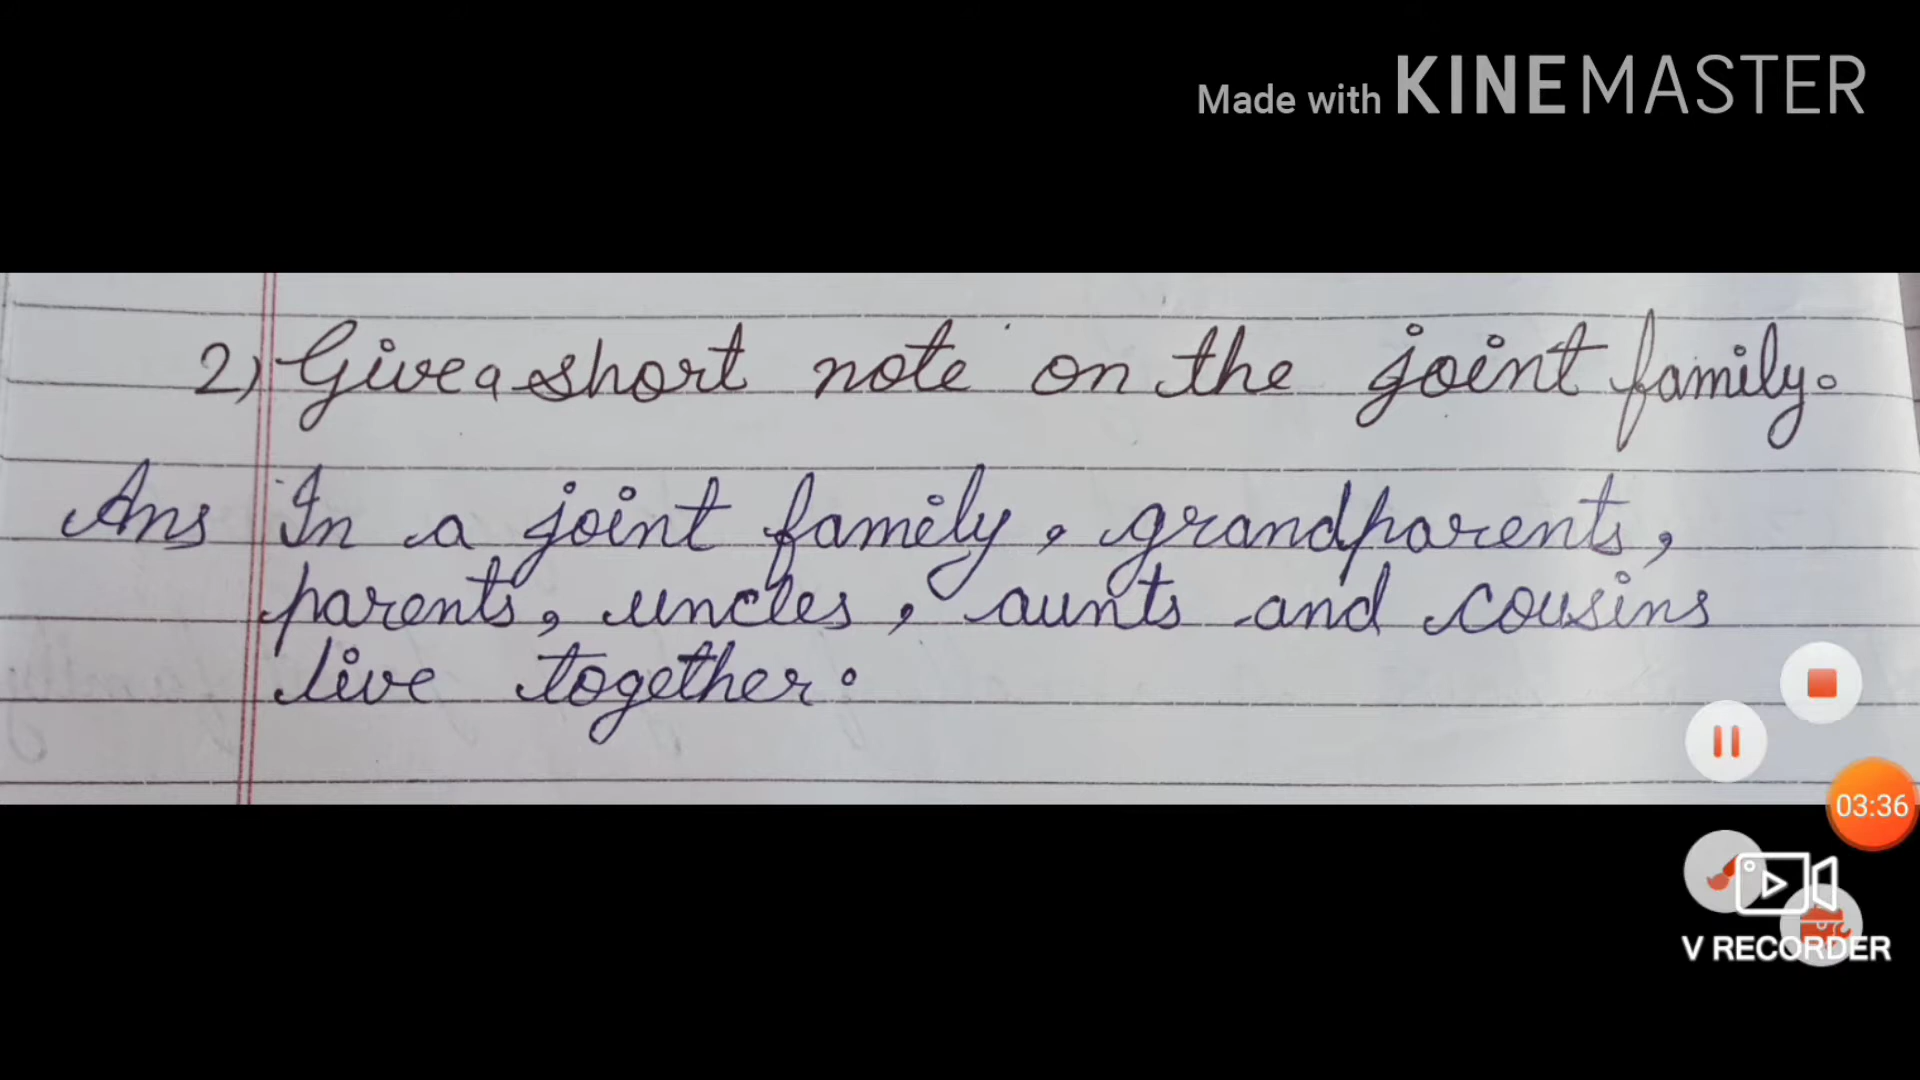 Made with KINEMASTER
2) Give a short note on the joint family.
Ans In a joint family, grandparents,
parents, uncles, aunts and cousins
live together.
03:36
V RECORDER